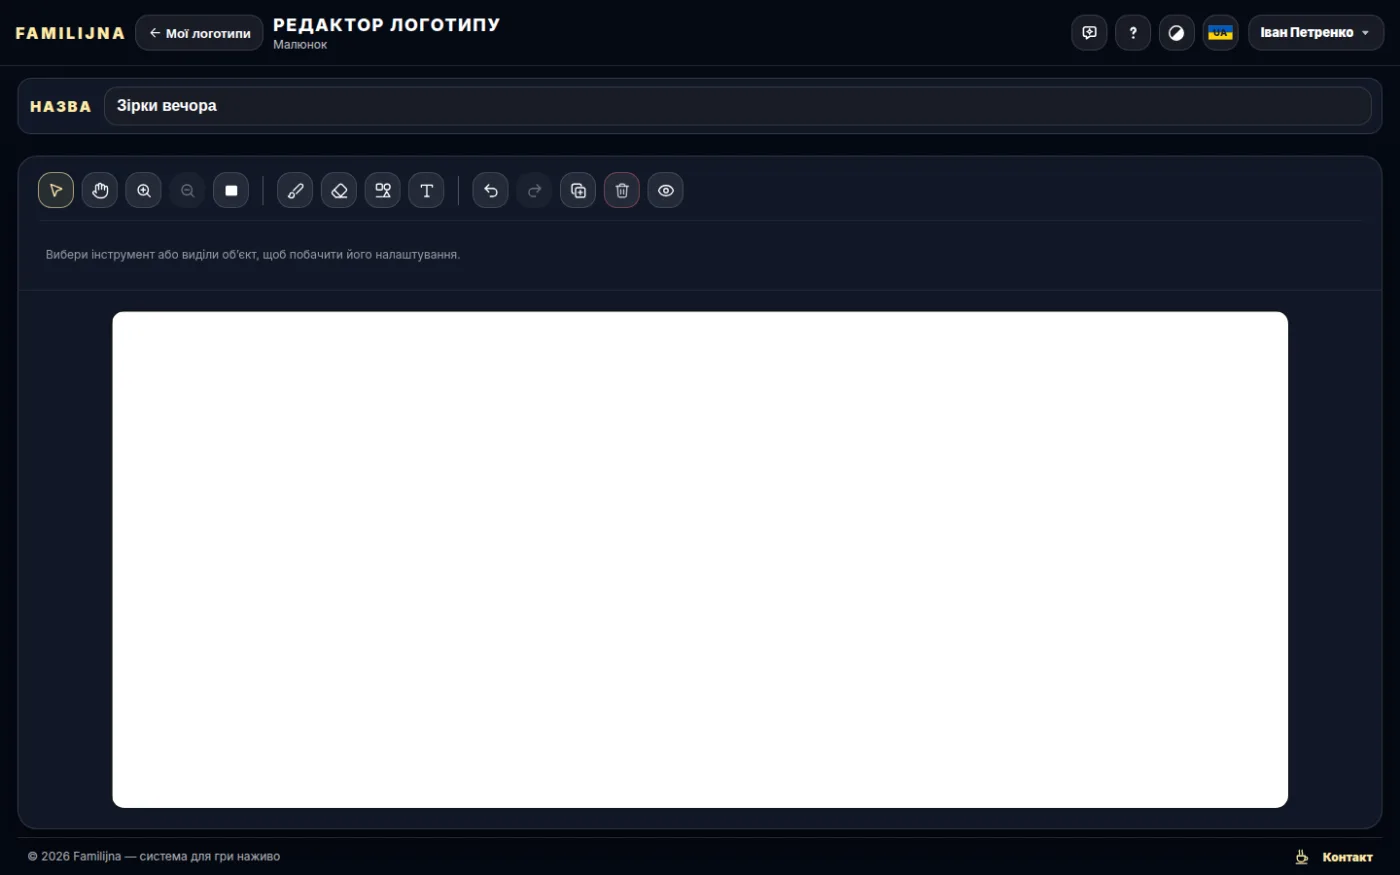 FAMILIJNA
← Мої логотипи
РЕДАКТОР ЛОГОТИПУ
Малюнок
?
UA
Іван Петренко
НАЗВА
Зірки вечора
Вибери інструмент або виділи об'єкт, щоб побачити його налаштування.
© 2026 Familijna — система для гри наживо
Контакт